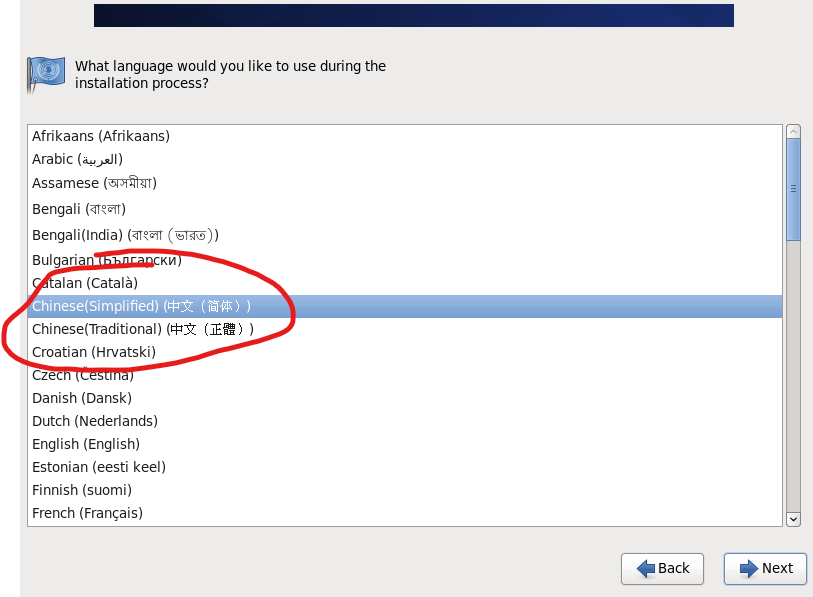 What language would you like to use during the
installation process?
Afrikaans (Afrikaans)
Arabic (العربية)
Assamese (অসমীয়া)
Bengali (বাংলা)
Bengali(India) (বাংলা (ভারত))
Bulgarian (Български)
Catalan (Català)
Chinese(Simplified) (中文（简体）)
Chinese(Traditional) (中文（正體）)
Croatian (Hrvatski)
Czech (Čeština)
Danish (Dansk)
Dutch (Nederlands)
English (English)
Estonian (eesti keel)
Finnish (suomi)
French (Français)
Back
Next